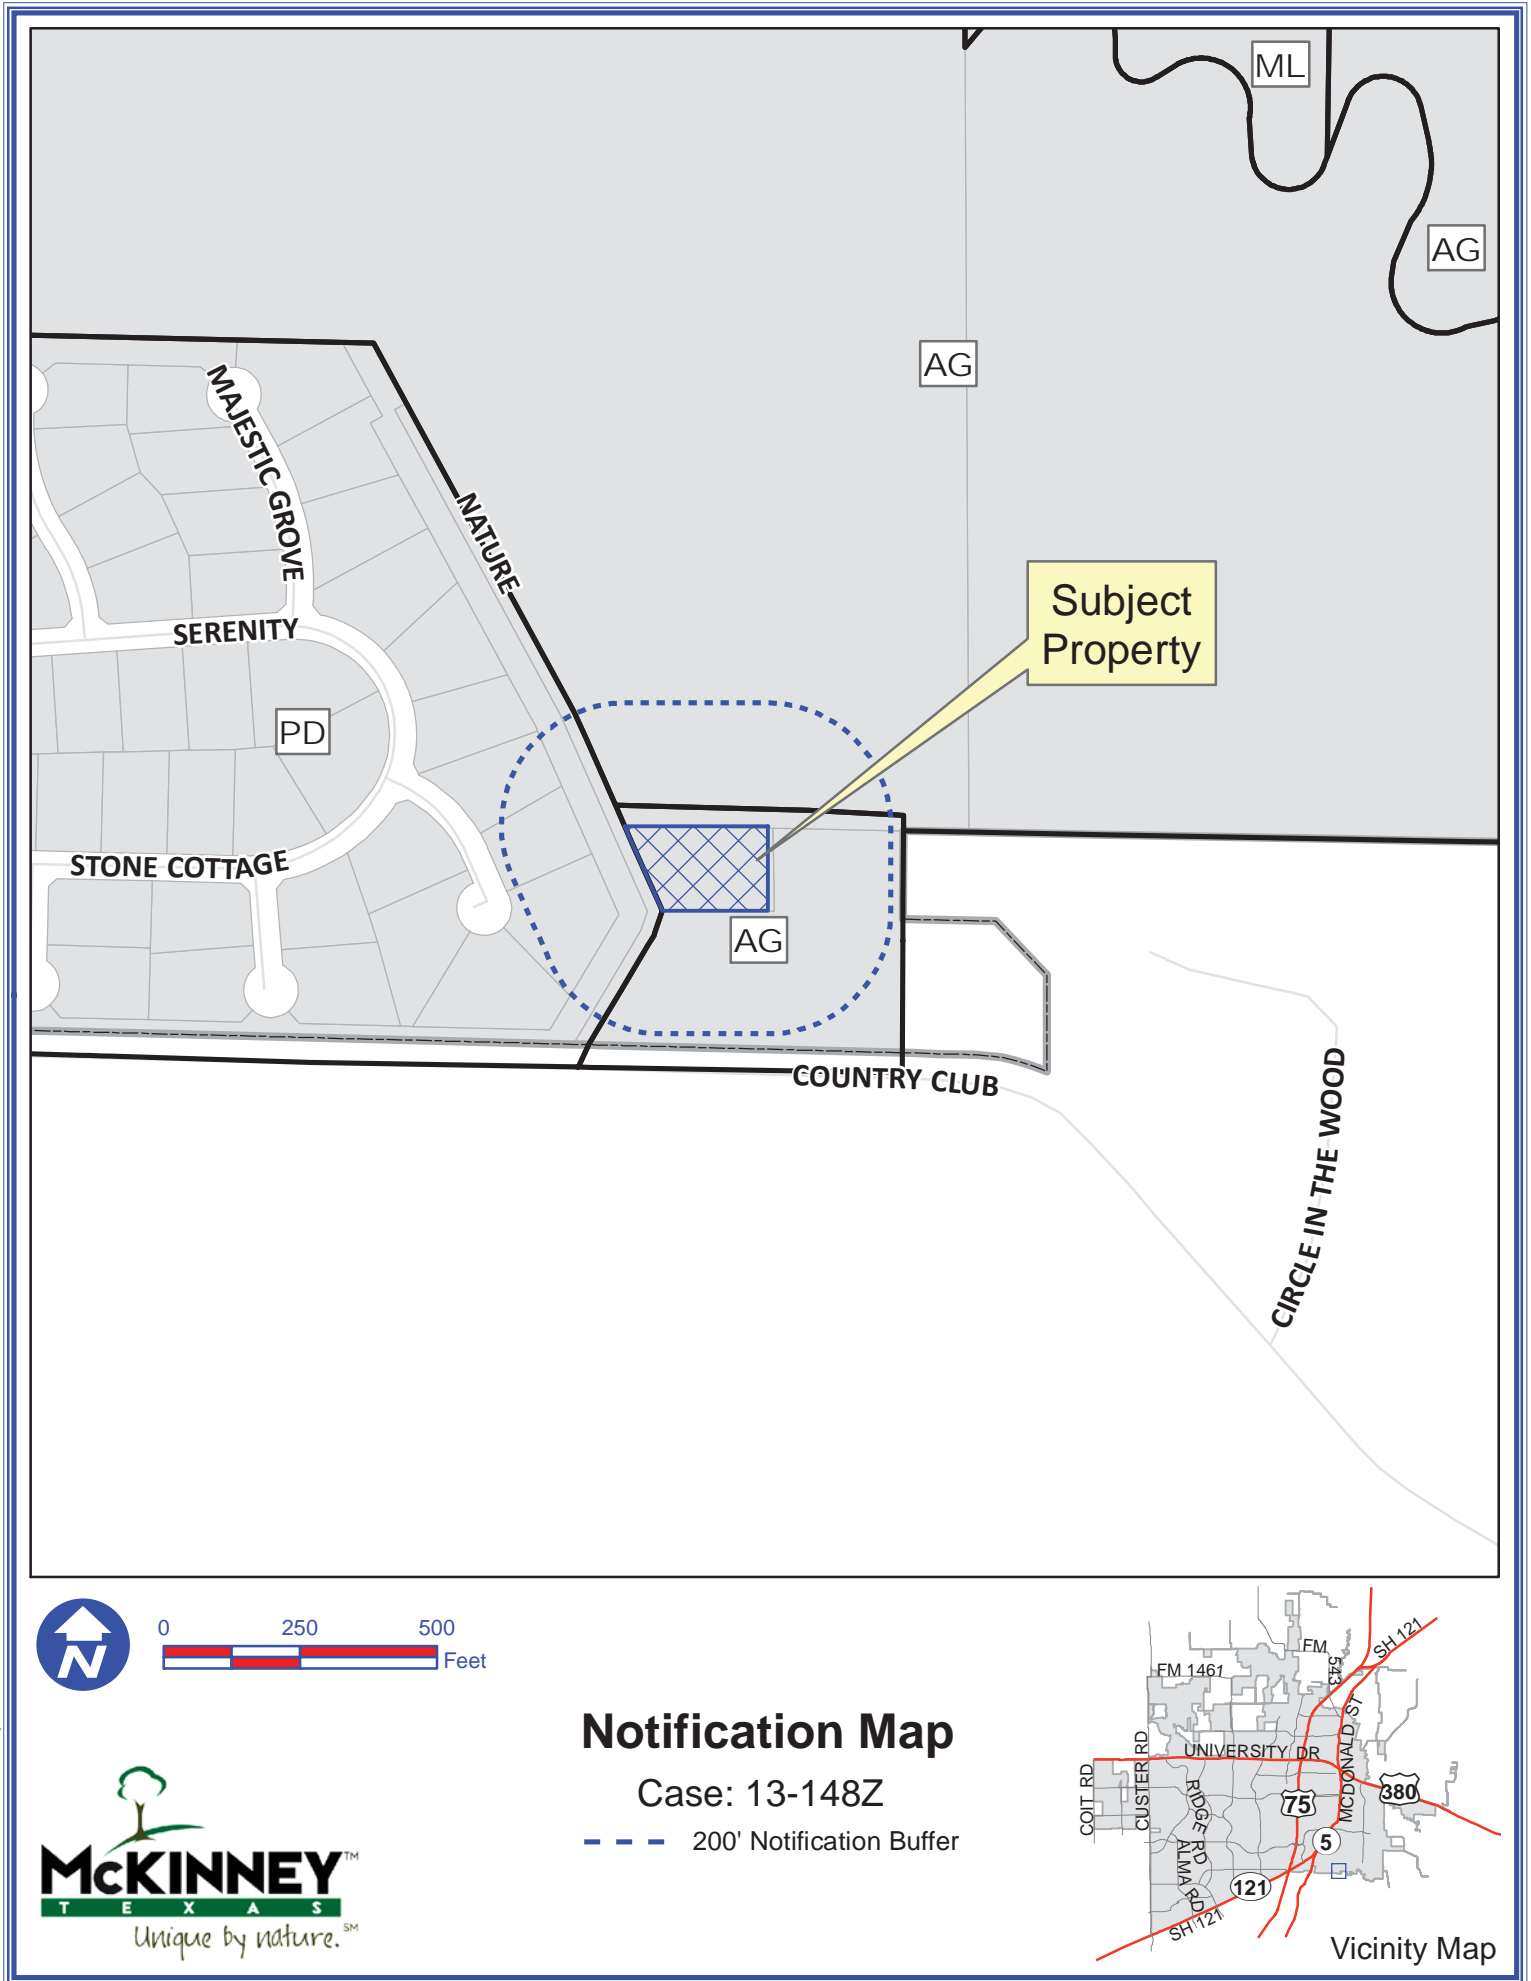 ML
AG
AG
MAJESTIC GROVE
NATURE
Subject
Property
SERENITY
PD
STONE COTTAGE
AG
COUNTRY CLUB
CIRCLE IN THE WOOD
N
0 250 500
Feet
Notification Map
Case: 13-148Z
200' Notification Buffer
McKINNEY™
TEXAS
Unique by nature.℠
FM 1461
FM
543
SH 121
UNIVERSITY DR
COIT RD
CUSTER RD
RIDGE RD
ALMA RD
MCDONALD ST
75
380
5
121
SH 121
Vicinity Map